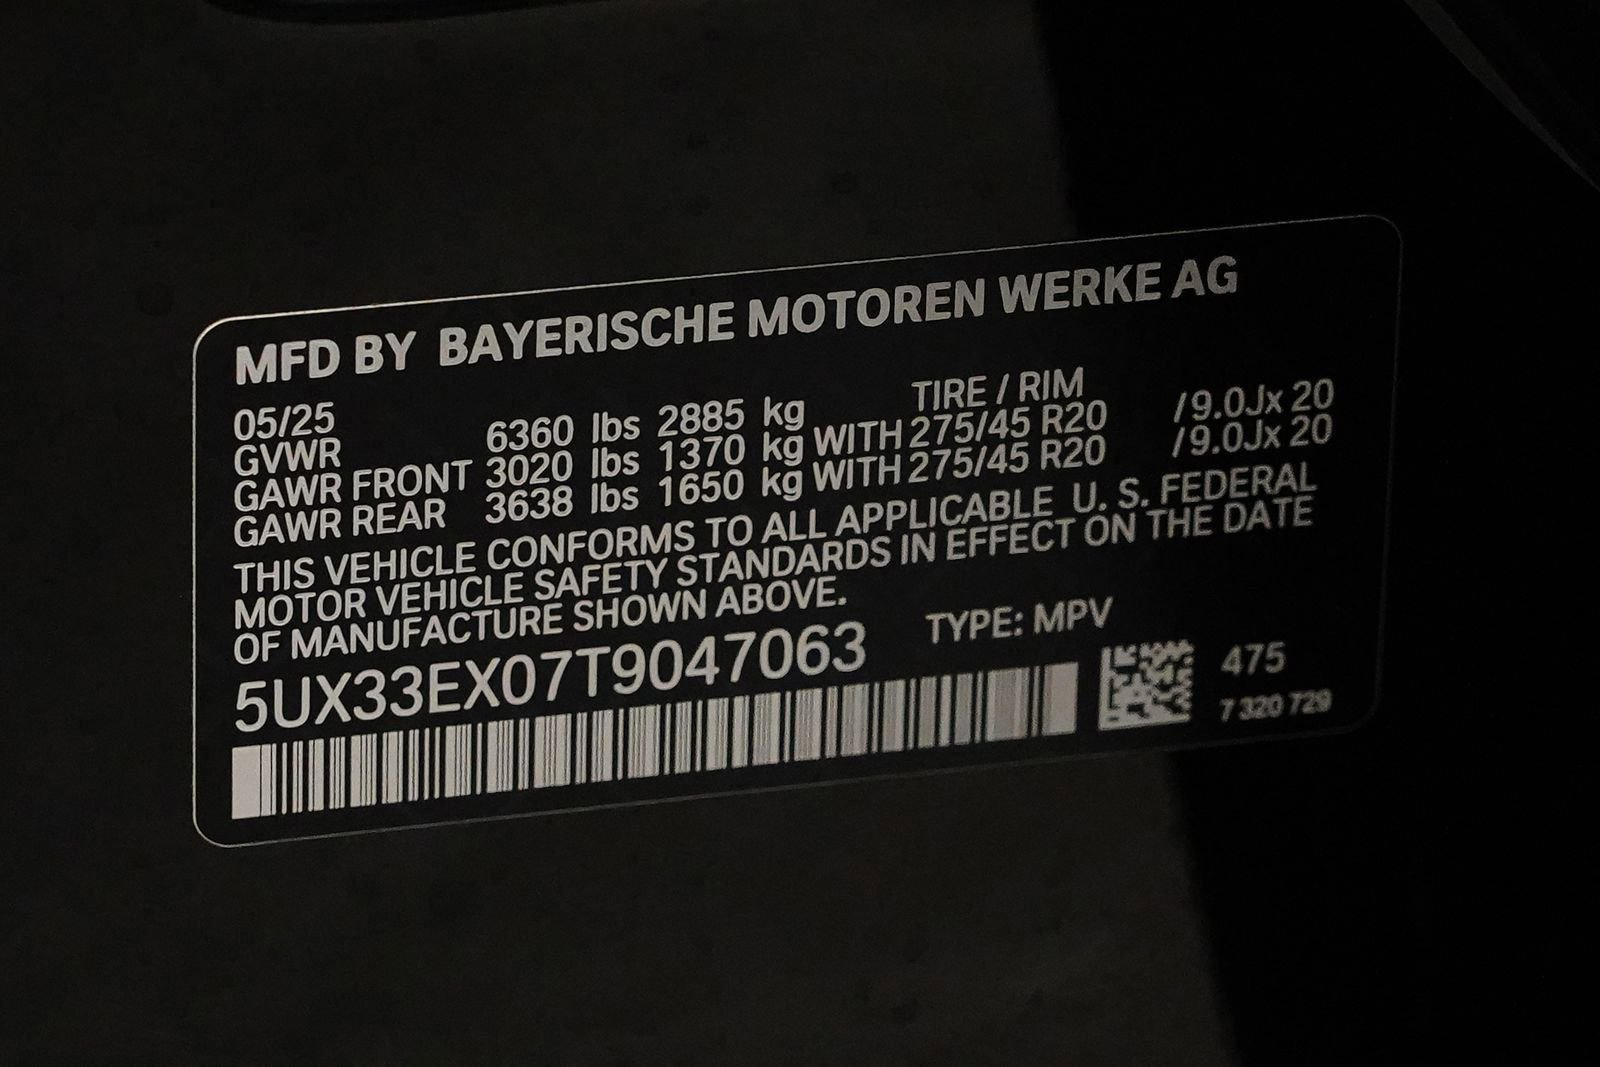 MFD BY BAYERISCHE MOTOREN WERKE AG
05/25 TIRE / RIM
GVWR 6360 lbs 2885 kg
GAWR FRONT 3020 lbs 1370 kg WITH 275/45 R20 /9.0Jx 20
GAWR REAR 3638 lbs 1650 kg WITH 275/45 R20 /9.0Jx 20
THIS VEHICLE CONFORMS TO ALL APPLICABLE U. S. FEDERAL
MOTOR VEHICLE SAFETY STANDARDS IN EFFECT ON THE DATE
OF MANUFACTURE SHOWN ABOVE.
5UX33EX07T9047063 TYPE: MPV
475
7 320 729